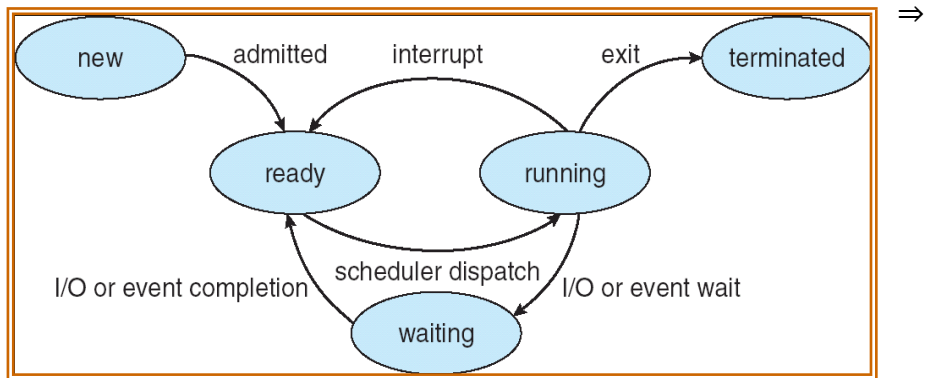 ⇒
new
admitted
interrupt
exit
terminated
ready
running
scheduler dispatch
I/O or event completion
I/O or event wait
waiting